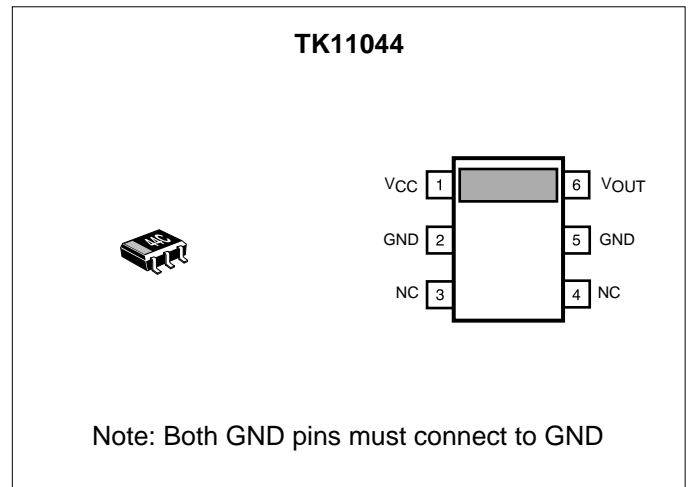 TK11044
VCC 1 6 VOUT
GND 2 5 GND
44C
NC 3 4 NC
Note: Both GND pins must connect to GND